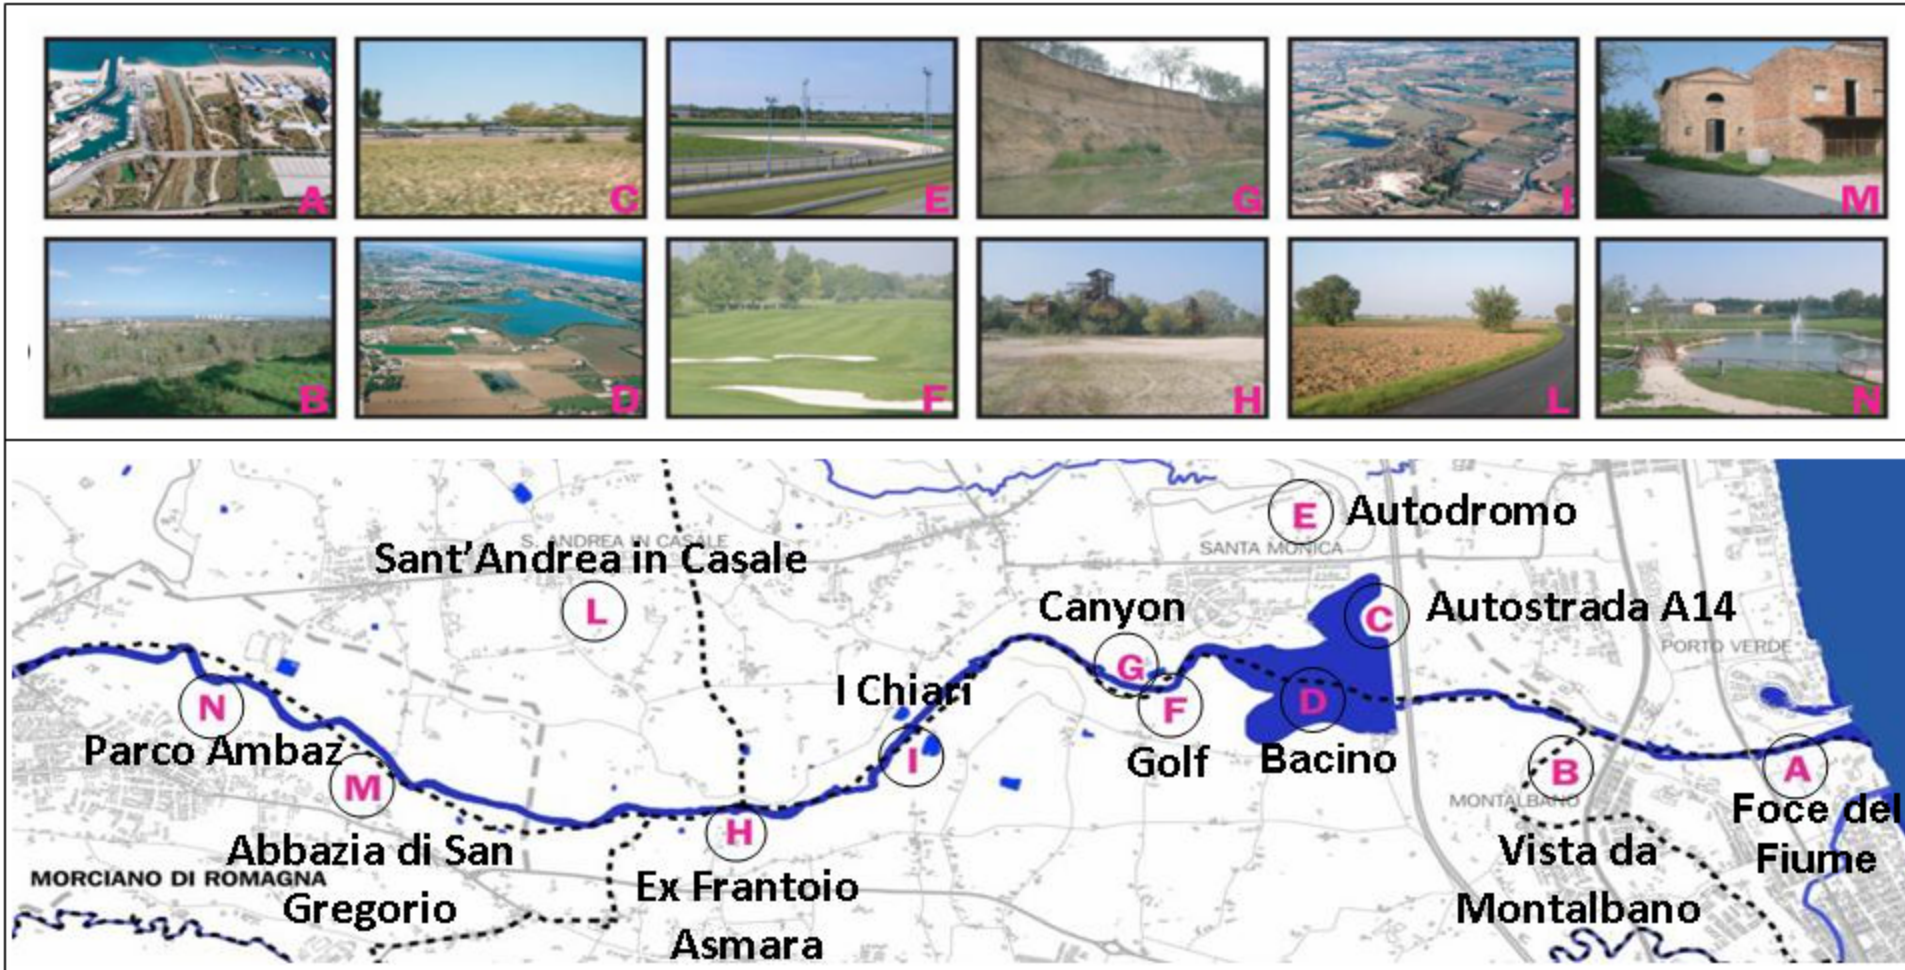 A
C
E
G
I
M
B
D
F
H
L
N
E Autodromo
SANTA MONICA
S. ANDREA IN CASALE
Sant'Andrea in Casale
L
Canyon
C Autostrada A14
PORTO VERDE
G
I Chiari
N
F
D
Parco Ambaz
Golf
Bacino
M
I
B
A
MONTALBANO
Foce del
Fiume
H
Abbazia di San
Gregorio
Vista da
Montalbano
MORCIANO DI ROMAGNA
Ex Frantoio
Asmara